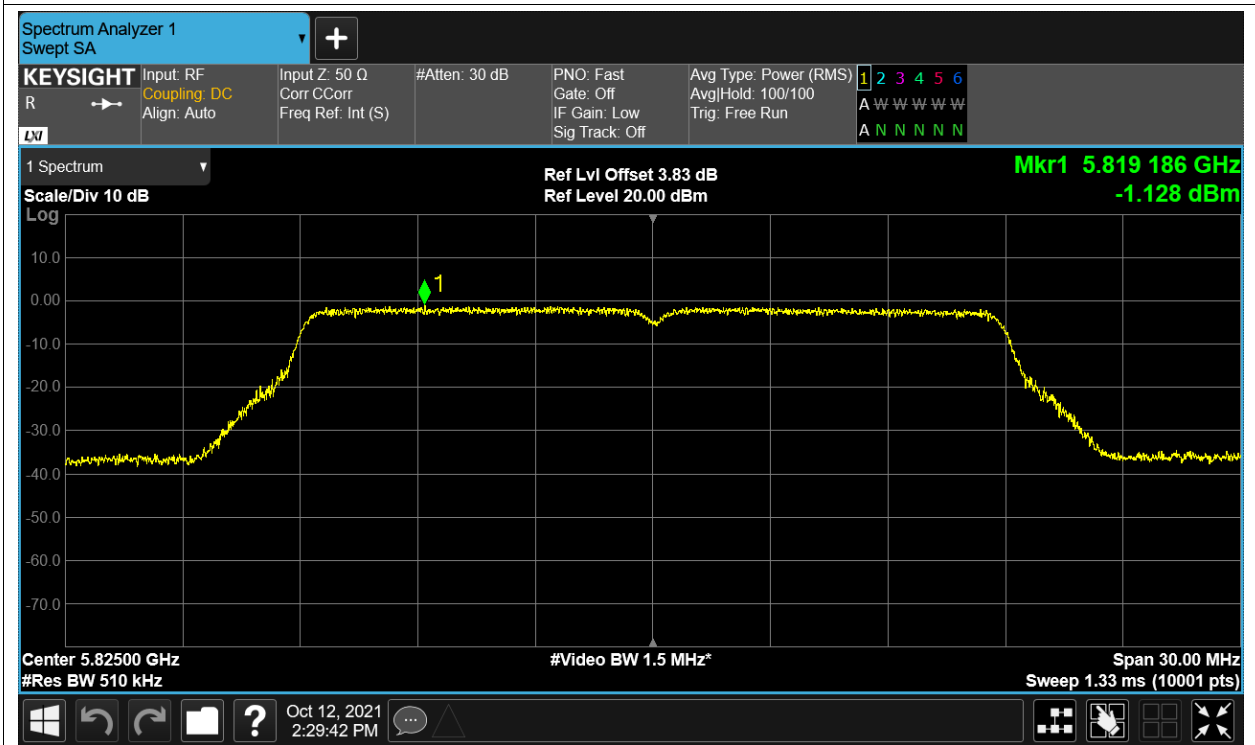 Spectrum Analyzer 1
Swept SA
+
KEYSIGHT
R
LXI
Input: RF
Coupling: DC
Align: Auto
Input Z: 50 Ω
Corr CCorr
Freq Ref: Int (S)
#Atten: 30 dB
PNO: Fast
Gate: Off
IF Gain: Low
Sig Track: Off
Avg Type: Power (RMS)
Avg|Hold: 100/100
Trig: Free Run
1 2 3 4 5 6
A W W W W W
A N N N N N
1 Spectrum
Scale/Div 10 dB
Ref Lvl Offset 3.83 dB
Ref Level 20.00 dBm
Mkr1 5.819 186 GHz
-1.128 dBm
Log
10.0
0.00
-10.0
-20.0
-30.0
-40.0
-50.0
-60.0
-70.0
1
Center 5.82500 GHz
#Res BW 510 kHz
#Video BW 1.5 MHz*
Span 30.00 MHz
Sweep 1.33 ms (10001 pts)
?
Oct 12, 2021
2:29:42 PM